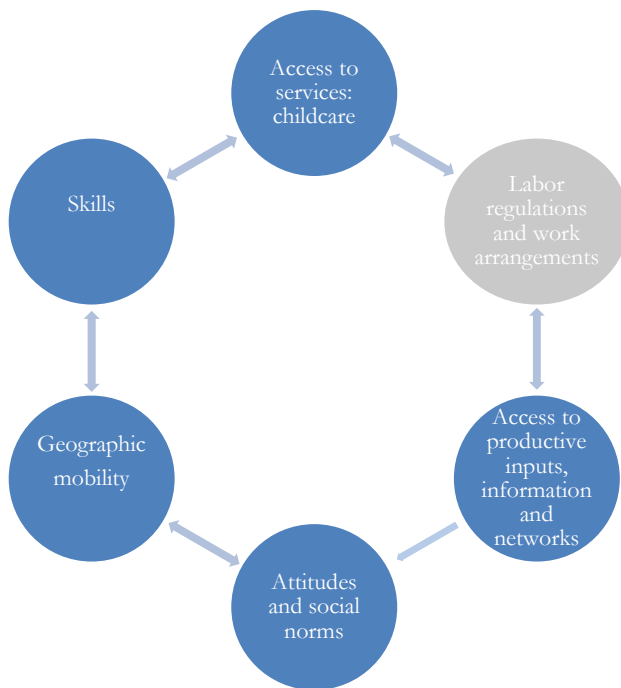 Access to
services:
childcare
Labor
regulations
and work
arrangements
Skills
Access to
productive
inputs,
information
and
networks
Geographic
mobility
Attitudes
and social
norms